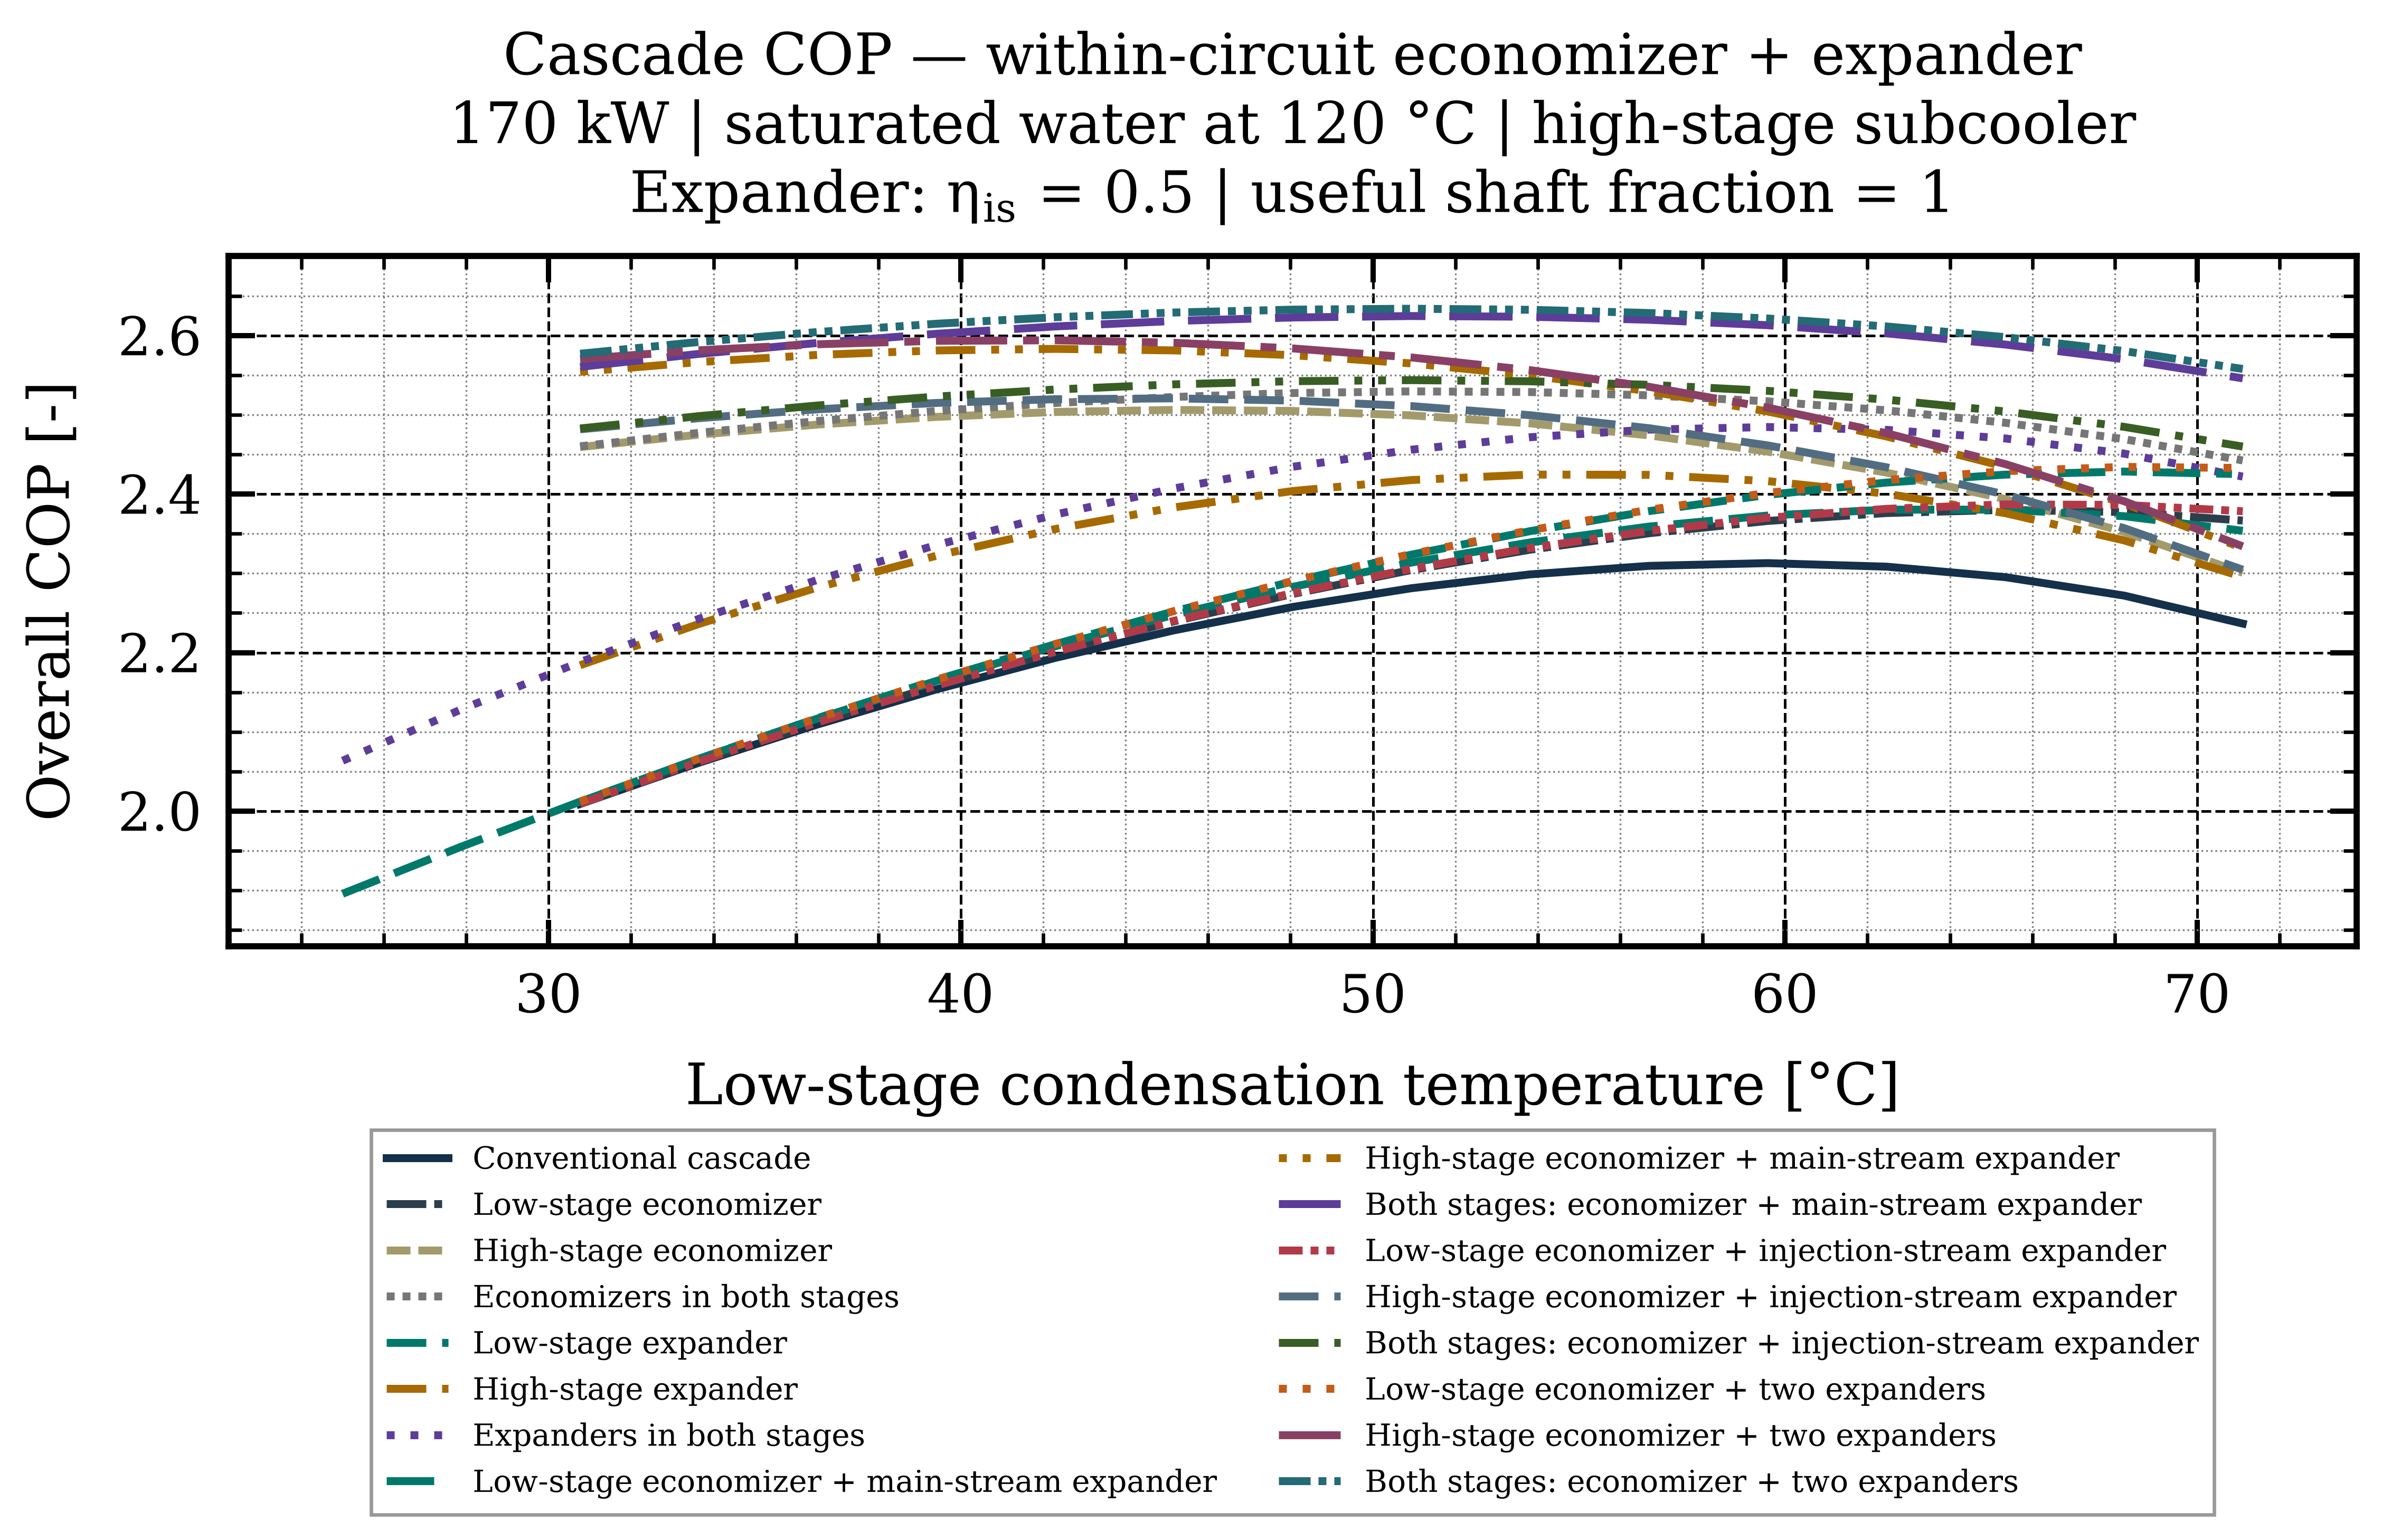 Cascade COP — within-circuit economizer + expander
170 kW | saturated water at 120 °C | high-stage subcooler
Expander: ηis = 0.5 | useful shaft fraction = 1
Overall COP [-]
2.6
2.4
2.2
2.0
30 40 50 60 70
Low-stage condensation temperature [°C]
Conventional cascade
Low-stage economizer
High-stage economizer
Economizers in both stages
Low-stage expander
High-stage expander
Expanders in both stages
Low-stage economizer + main-stream expander
High-stage economizer + main-stream expander
Both stages: economizer + main-stream expander
Low-stage economizer + injection-stream expander
High-stage economizer + injection-stream expander
Both stages: economizer + injection-stream expander
Low-stage economizer + two expanders
High-stage economizer + two expanders
Both stages: economizer + two expanders